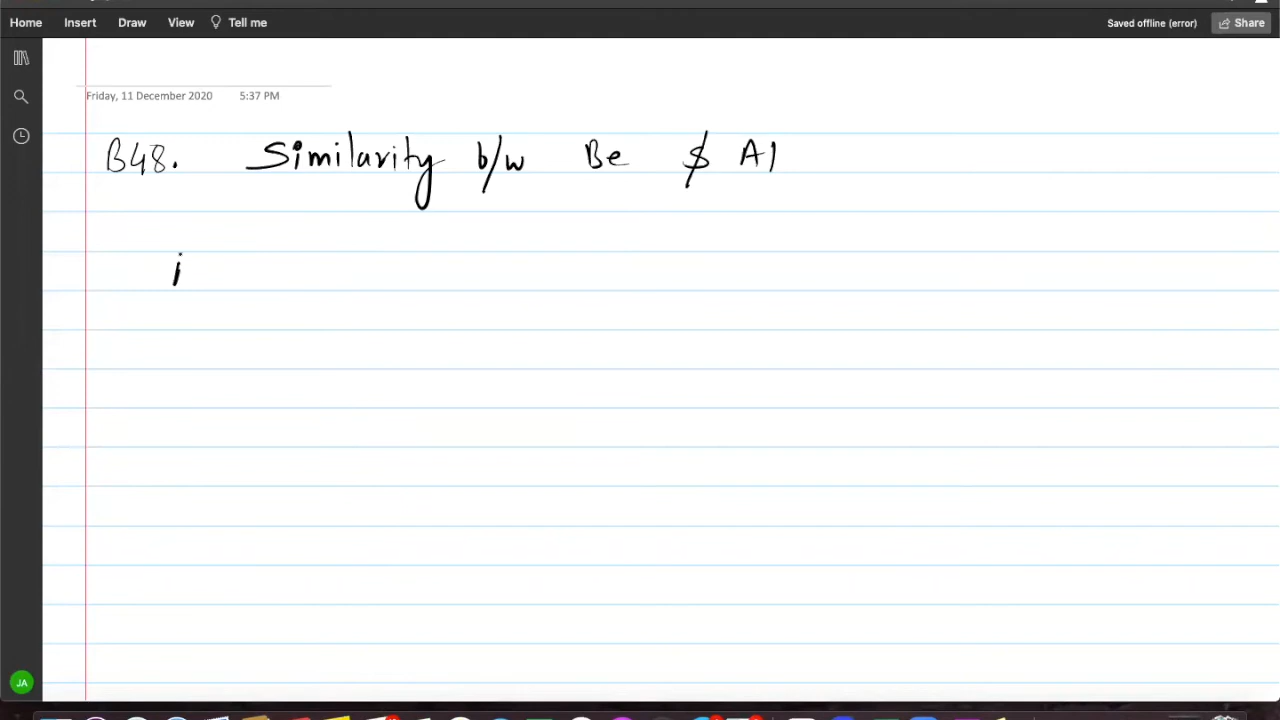 Home Insert Draw View Tell me Saved offline (error) Share
Friday, 11 December 2020 5:37 PM
B48. Similarity b/w Be & Al
i
JA